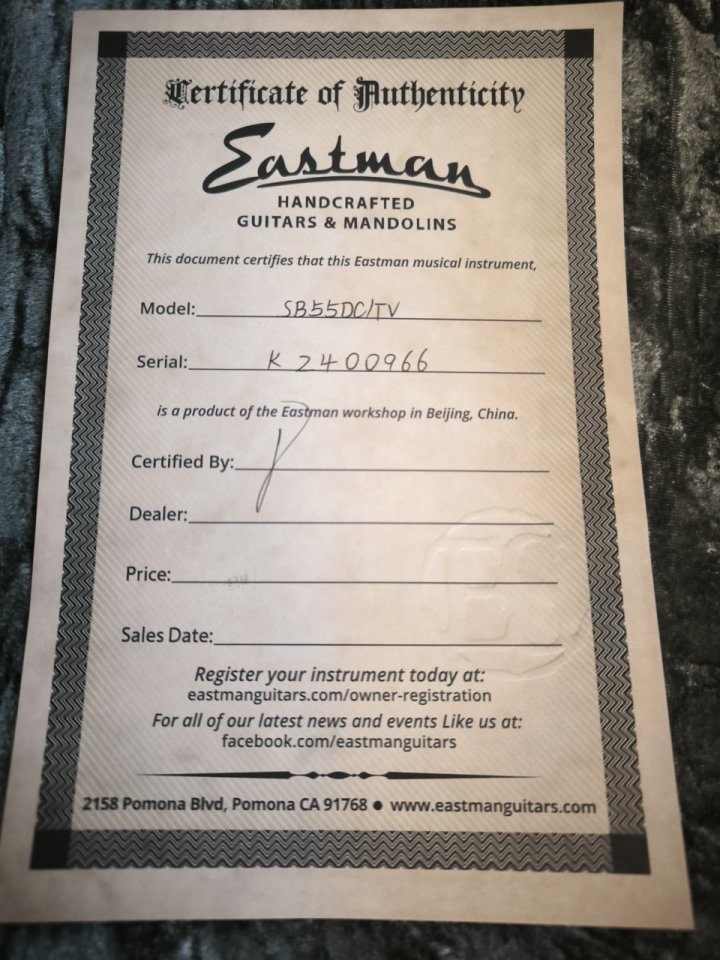 Certificate of Authenticity
Eastman
HANDCRAFTED
GUITARS & MANDOLINS
This document certifies that this Eastman musical instrument,
Model: SB55DC/TV
Serial: K2400966
is a product of the Eastman workshop in Beijing, China.
Certified By:
Dealer:
Price:
Sales Date:
Register your instrument today at:
eastmanguitars.com/owner-registration
For all of our latest news and events Like us at:
facebook.com/eastmanguitars
2158 Pomona Blvd, Pomona CA 91768 ● www.eastmanguitars.com